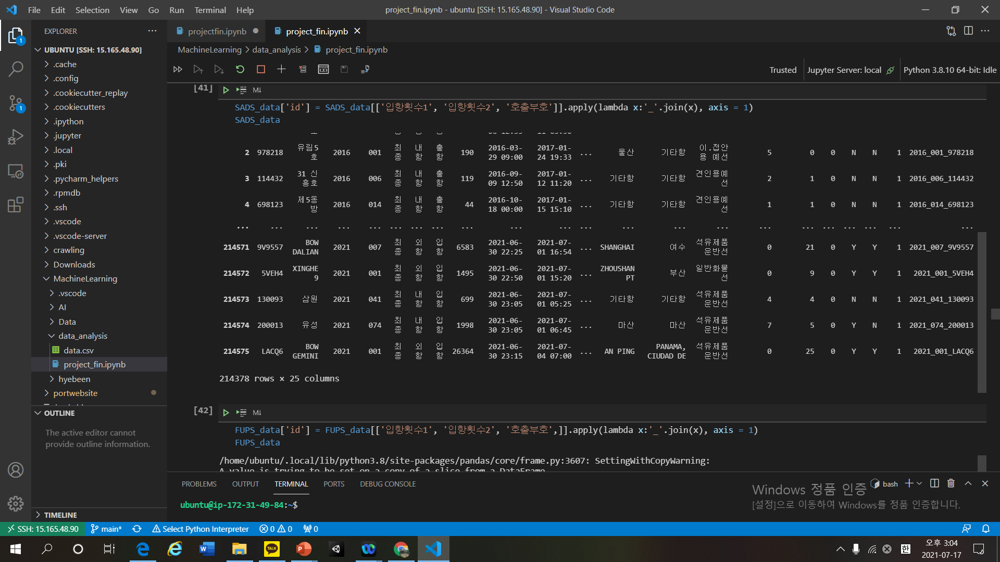 File Edit Selection View Go Run Terminal Help
project_fin.ipynb - ubuntu [SSH: 15.165.48.90] - Visual Studio Code
EXPLORER
UBUNTU [SSH: 15.165.48.90]
.cache
.config
.cookiecutter_replay
.cookiecutters
.ipython
.jupyter
.local
.pki
.pycharm_helpers
.rpmdb
.ssh
.vscode
.vscode-server
crawling
Downloads
MachineLearning
.vscode
AI
Data
data_analysis
data.csv
project_fin.ipynb
hyebeen
portwebsite
OUTLINE
The active editor cannot
provide outline information.
TIMELINE
projectfin.ipynb
project_fin.ipynb
MachineLearning > data_analysis > project_fin.ipynb
Trusted
Jupyter Server: local
Python 3.8.10 64-bit: Idle
[41]
M↓
SADS_data['id'] = SADS_data[['입항횟수1', '입항횟수2', '호출부호']].apply(lambda x:'_'.join(x), axis = 1)
SADS_data
2 978218 유림5호 2016 001 최종 내항 출항 190 2016-03-29 09:00 2017-01-24 19:33 ... 울산 기타항 이.접안용 예선 5 0 0 N N 1 2016_001_978218
3 114432 31 신흥호 2016 006 최종 내항 출항 119 2016-09-09 12:50 2017-01-12 11:20 ... 기타항 기타항 견인용예선 2 1 0 N N 1 2016_006_114432
4 698123 제5동방 2016 014 최종 내항 출항 44 2016-10-18 00:00 2017-01-15 15:10 ... 기타항 기타항 견인용예선 1 1 0 N N 1 2016_014_698123
... ... ... ... ... ... ... ... ... ... ... ... ... ... ... ... ... ... ... ... ... ...
214571 9V9557 BOW DALIAN 2021 007 최종 외항 입항 6583 2021-06-30 22:25 2021-07-01 16:54 ... SHANGHAI 여수 석유제품 운반선 0 21 0 Y Y 1 2021_007_9V9557
214572 5VEH4 XINGHE 9 2021 001 최종 외항 입항 1495 2021-06-30 22:50 2021-07-01 15:20 ... ZHOUSHAN PT 부산 일반화물선 0 9 0 Y Y 1 2021_001_5VEH4
214573 130093 삼원 2021 041 최종 내항 입항 699 2021-06-30 23:05 2021-07-01 05:25 ... 기타항 기타항 석유제품 운반선 4 4 0 N N 1 2021_041_130093
214574 200013 유성 2021 074 최종 내항 입항 1998 2021-06-30 23:05 2021-07-01 06:45 ... 마산 마산 석유제품 운반선 7 5 0 Y N 1 2021_074_200013
214575 LACQ6 BOW GEMINI 2021 001 최종 외항 입항 26364 2021-06-30 23:15 2021-07-04 07:00 ... AN PING PANAMA, CIUDAD DE 석유제품 운반선 0 25 0 Y Y 1 2021_001_LACQ6
214378 rows × 25 columns
[42]
M↓
FUPS_data['id'] = FUPS_data[['입항횟수1', '입항횟수2', '호출부호',]].apply(lambda x:'_'.join(x), axis = 1)
FUPS_data
/home/ubuntu/.local/lib/python3.8/site-packages/pandas/core/frame.py:3607: SettingWithCopyWarning:
A value is trying to be set on a copy of a slice from a DataFrame
PROBLEMS OUTPUT TERMINAL PORTS DEBUG CONSOLE
bash
ubuntu@ip-172-31-49-84:~$
Windows 정품 인증
[설정]으로 이동하여 Windows를 정품 인증합니다.
SSH: 15.165.48.90 main* Select Python Interpreter 0 0 0
TALK
한
오후 3:04
2021-07-17